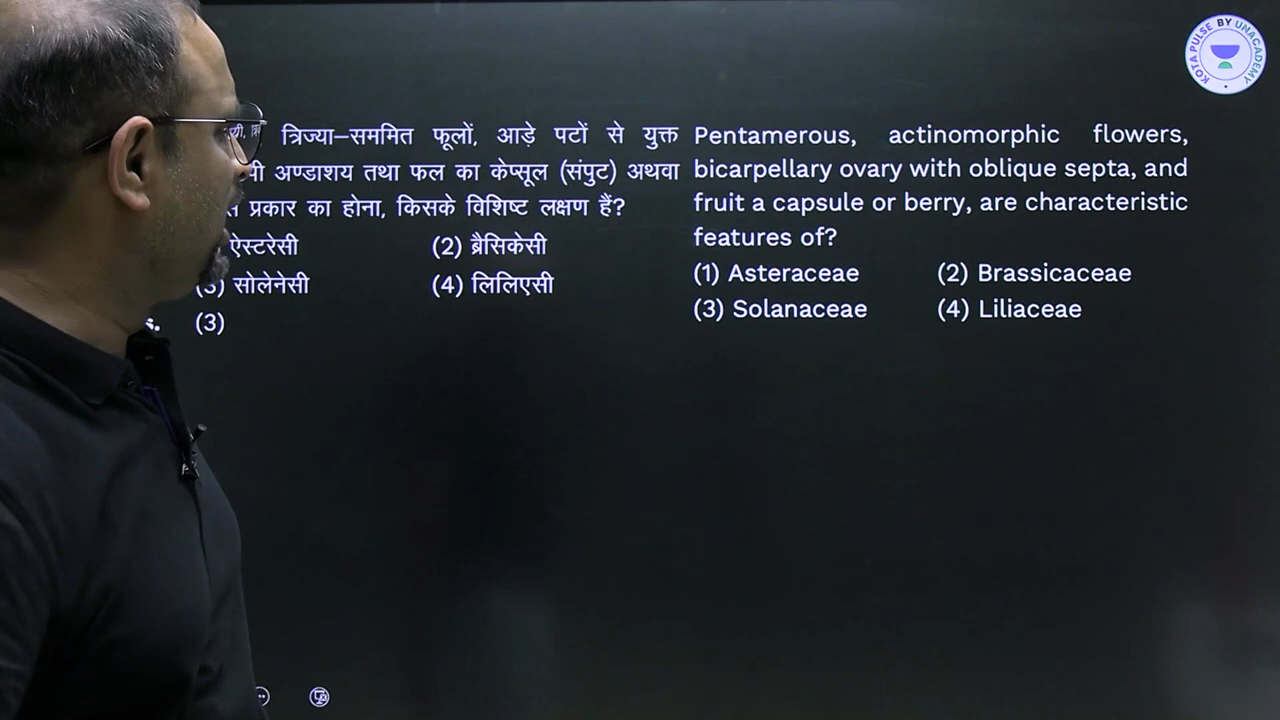 त्रिज्या–सममित फूलों, आड़े पटों से युक्त
अण्डाशय तथा फल का केप्सूल (संपुट) अथवा
प्रकार का होना, किसके विशिष्ट लक्षण हैं?
ऐस्टरेसी (2) ब्रैसिकेसी
(3) सोलेनेसी (4) लिलिएसी
(3)
Pentamerous, actinomorphic flowers,
bicarpellary ovary with oblique septa, and
fruit a capsule or berry, are characteristic
features of?
(1) Asteraceae (2) Brassicaceae
(3) Solanaceae (4) Liliaceae
KOTA PULSE BY UNACADEMY